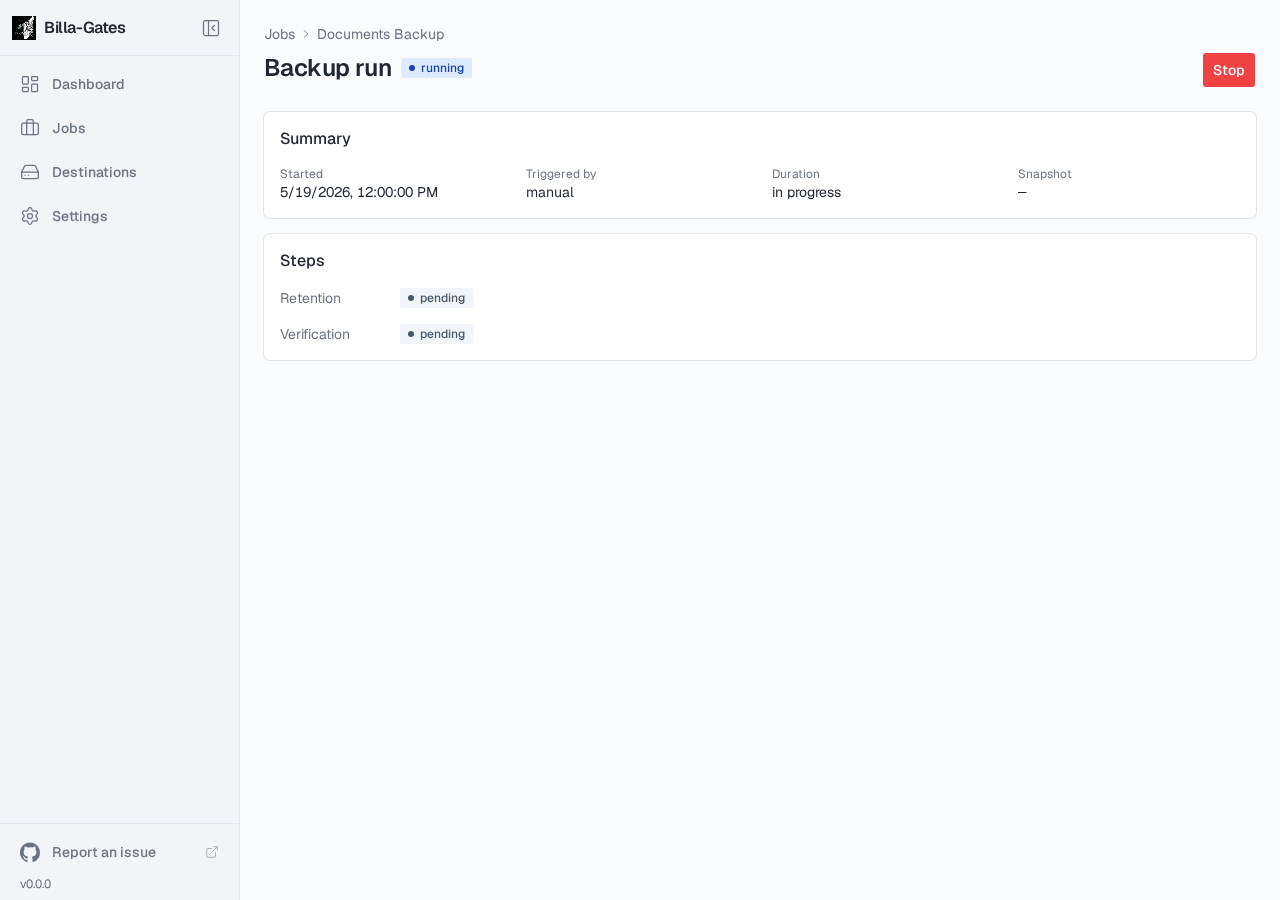 Billa-Gates
Dashboard
Jobs
Destinations
Settings
Report an issue
v0.0.0
Jobs > Documents Backup
Backup run
running
Stop
Summary
Started
5/19/2026, 12:00:00 PM
Triggered by
manual
Duration
in progress
Snapshot
—
Steps
Retention
pending
Verification
pending